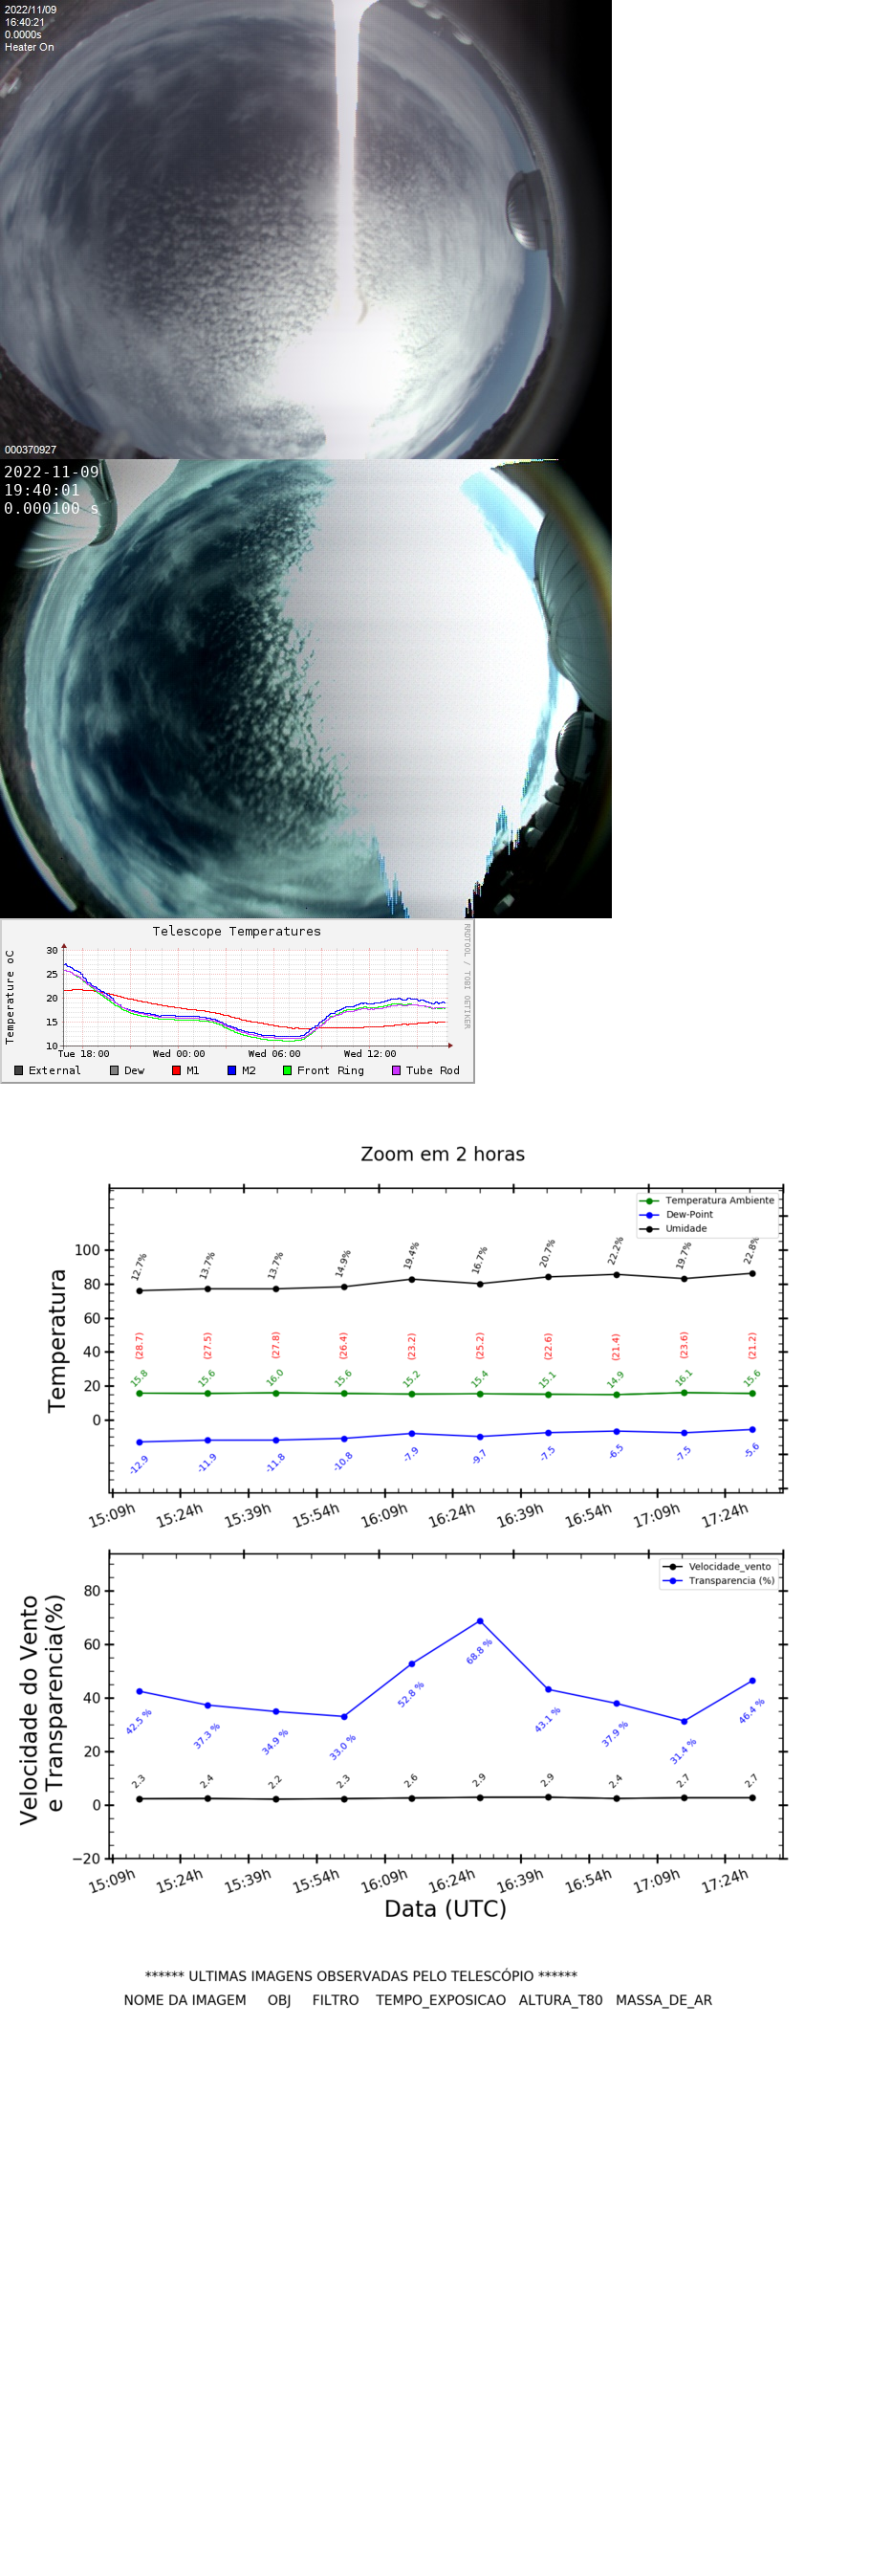 2022/11/09
16:40:21
0.0000s
Heater On
000370927
2022-11-09
19:40:01
0.000100 s
Telescope Temperatures
RRDTOOL / TOBI OETIKER
Temperature oC
30
25
20
15
10
Tue 18:00 Wed 00:00 Wed 06:00 Wed 12:00
External Dew M1 M2 Front Ring Tube Rod
Zoom em 2 horas
Temperatura Ambiente
Dew-Point
Umidade
Temperatura
100
80
60
40
20
0
12.7% 13.7% 13.7% 14.9% 19.4% 16.7% 20.7% 22.2% 19.7% 22.8%
(28.7) (27.5) (27.8) (26.4) (23.2) (25.2) (22.6) (21.4) (23.6) (21.2)
15.8 15.6 16.0 15.6 15.2 15.4 15.1 14.9 16.1 15.6
-12.9 -11.9 -11.8 -10.8 -7.9 -9.7 -7.5 -6.5 -7.5 -5.6
15:09h 15:24h 15:39h 15:54h 16:09h 16:24h 16:39h 16:54h 17:09h 17:24h
Velocidade_vento
Transparencia (%)
Velocidade do Vento
e Transparencia(%)
80
60
40
20
0
−20
42.5 % 37.3 % 34.9 % 33.0 % 52.8 % 68.8 % 43.1 % 37.9 % 31.4 % 46.4 %
2.3 2.4 2.2 2.3 2.6 2.9 2.9 2.4 2.7 2.7
15:09h 15:24h 15:39h 15:54h 16:09h 16:24h 16:39h 16:54h 17:09h 17:24h
Data (UTC)
****** ULTIMAS IMAGENS OBSERVADAS PELO TELESCÓPIO ******
NOME DA IMAGEM OBJ FILTRO TEMPO_EXPOSICAO ALTURA_T80 MASSA_DE_AR